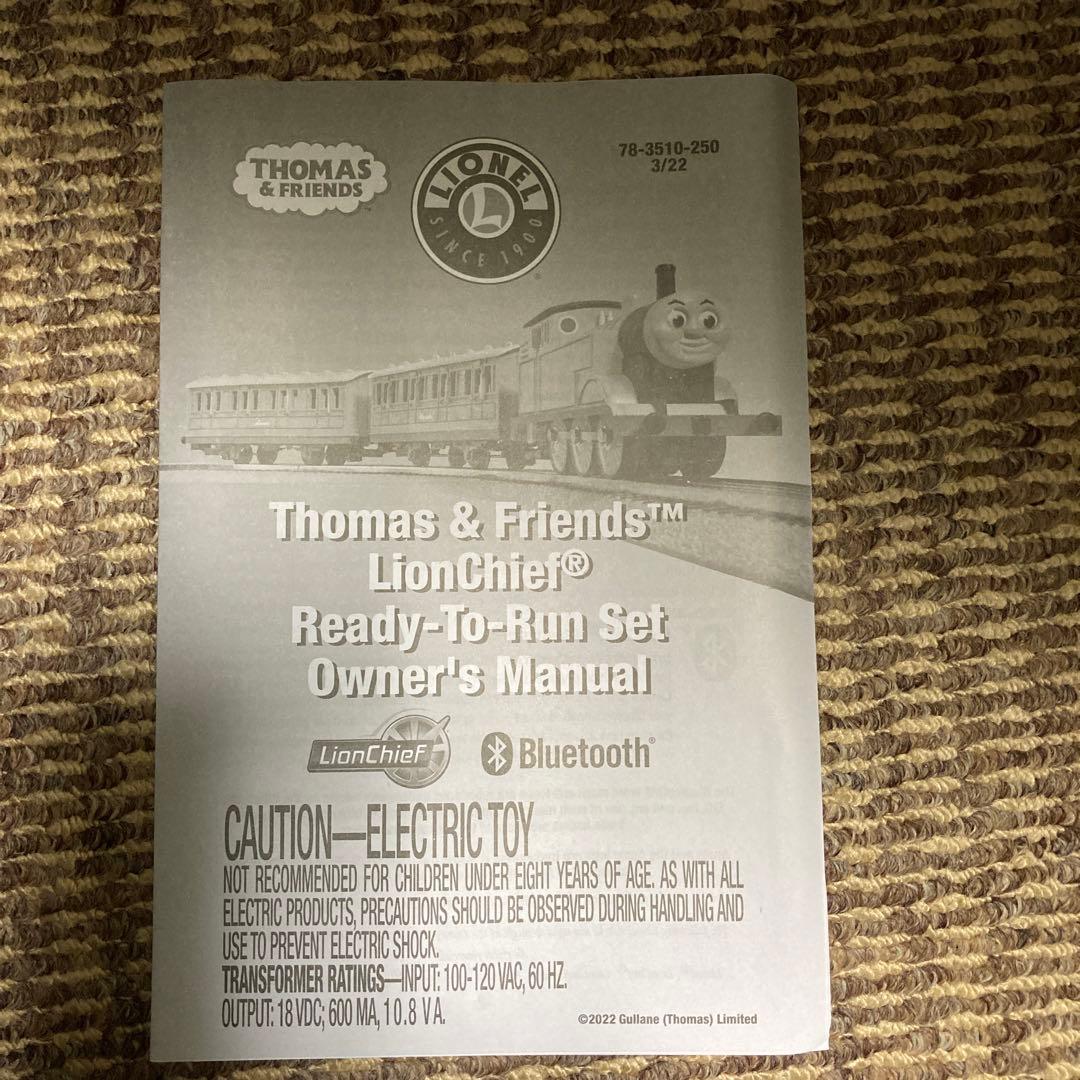 THOMAS
& FRIENDS
™
LIONEL
L
SINCE 1900
®
78-3510-250
3/22
Thomas & Friends™
LionChief®
Ready-To-Run Set
Owner's Manual
LionChief
Bluetooth®
CAUTION—ELECTRIC TOY
NOT RECOMMENDED FOR CHILDREN UNDER EIGHT YEARS OF AGE. AS WITH ALL
ELECTRIC PRODUCTS, PRECAUTIONS SHOULD BE OBSERVED DURING HANDLING AND
USE TO PREVENT ELECTRIC SHOCK.
TRANSFORMER RATINGS—INPUT: 100-120 VAC, 60 HZ.
OUTPUT: 18 VDC; 600 MA, 10.8 VA.
©2022 Gullane (Thomas) Limited